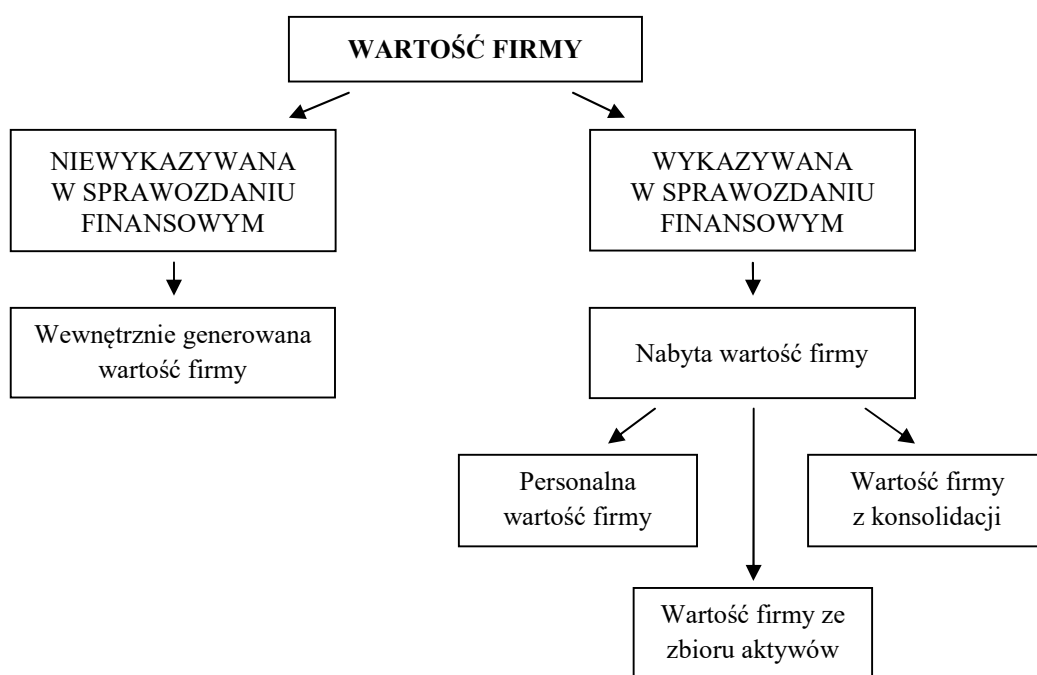 WARTOŚĆ FIRMY
NIEWYKAZYWANA
W SPRAWOZDANIU
FINANSOWYM
WYKAZYWANA
W SPRAWOZDANIU
FINANSOWYM
Wewnętrznie generowana
wartość firmy
Nabyta wartość firmy
Personalna
wartość firmy
Wartość firmy
z konsolidacji
Wartość firmy ze
zbioru aktywów